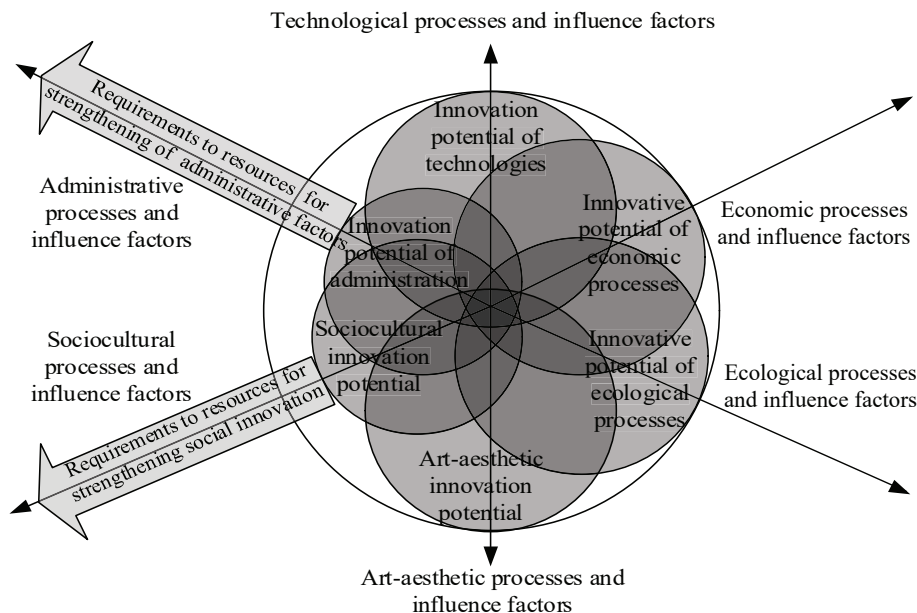 Technological processes and influence factors
Requirements to resources for
strengthening of administrative factors
Innovation
potential of
technologies
Administrative
processes and
influence factors
Innovative
potential of
economic
processes
Economic processes
and influence factors
Innovation
potential of
administration
Sociocultural
processes and
influence factors
Sociocultural
innovation
potential
Innovative
potential of
ecological
processes
Ecological processes
and influence factors
Requirements to resources for
strengthening social innovation
Art-aesthetic
innovation
potential
Art-aesthetic processes and
influence factors